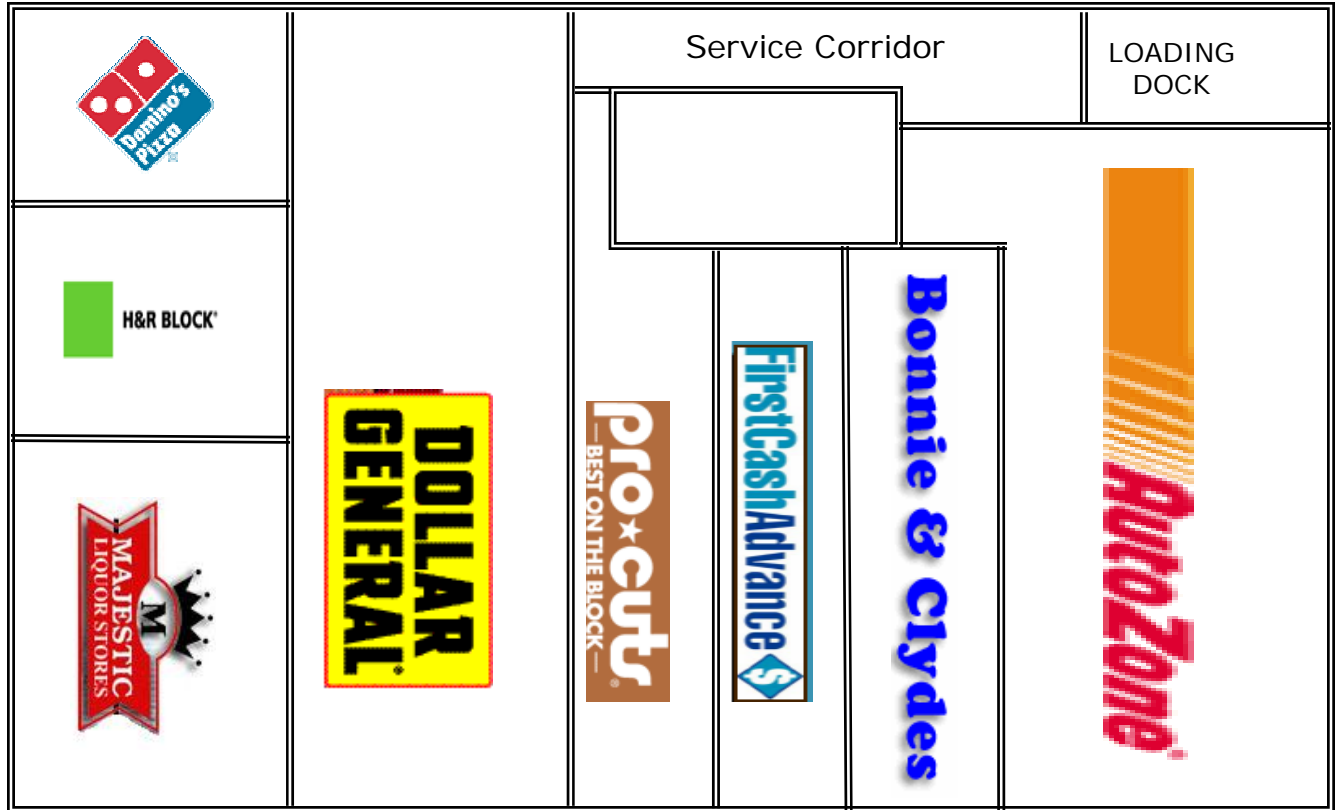 Service Corridor
LOADING
DOCK
Domino's
Pizza
H&R BLOCK®
MAJESTIC
LIQUOR STORES
M
DOLLAR
GENERAL®
pro★cuts®
—BEST ON THE BLOCK—
FirstCashAdvance $
Bonnie & Clydes
AutoZone®